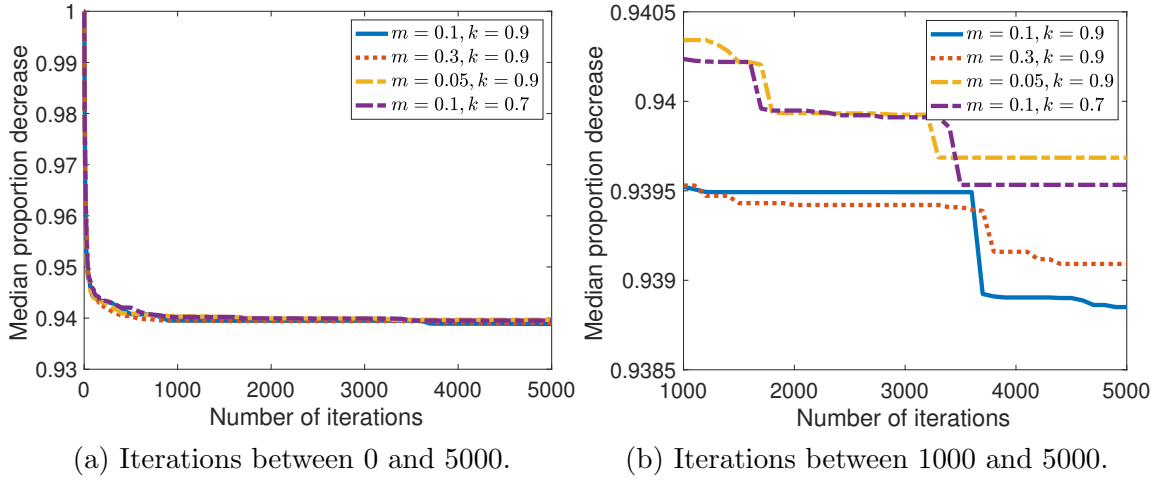 1
0.99
0.98
0.97
0.96
0.95
0.94
0.93
Median proportion decrease
0
1000
2000
3000
4000
5000
Number of iterations
m = 0.1, k = 0.9
m = 0.3, k = 0.9
m = 0.05, k = 0.9
m = 0.1, k = 0.7
(a) Iterations between 0 and 5000.
0.9405
0.94
0.9395
0.939
0.9385
Median proportion decrease
1000
2000
3000
4000
5000
Number of iterations
m = 0.1, k = 0.9
m = 0.3, k = 0.9
m = 0.05, k = 0.9
m = 0.1, k = 0.7
(b) Iterations between 1000 and 5000.